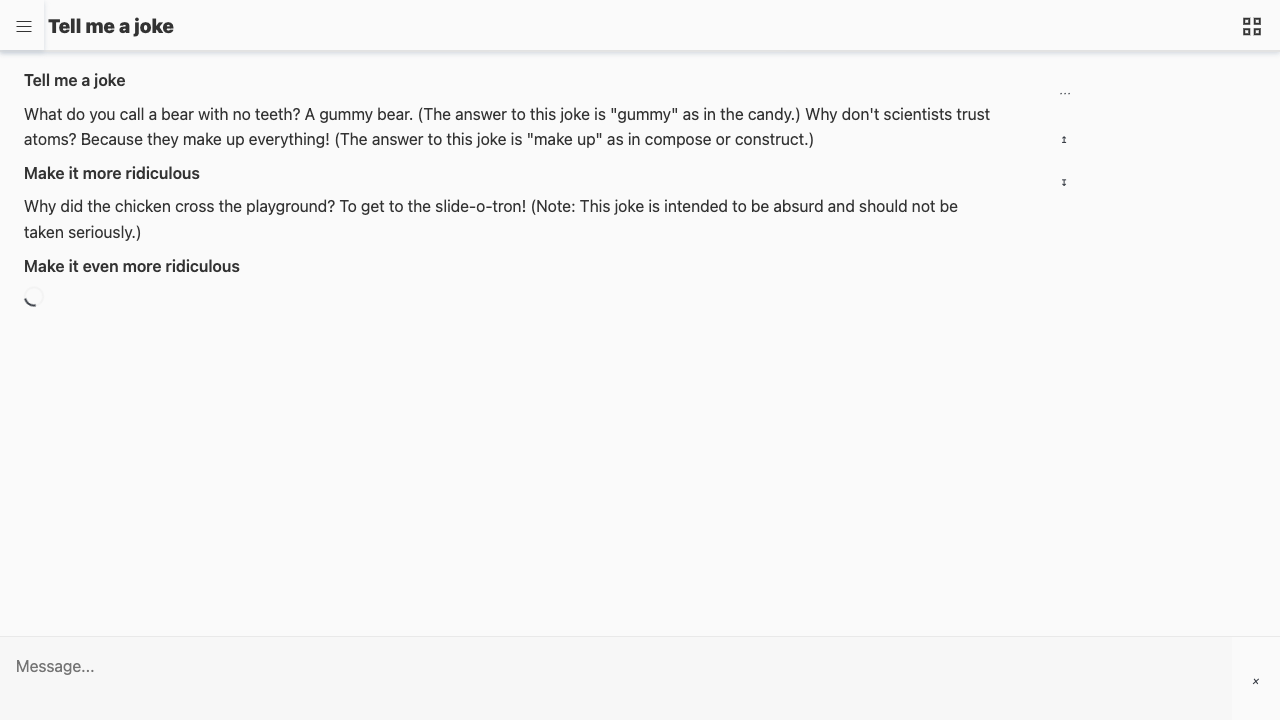 Tell me a joke
Tell me a joke
What do you call a bear with no teeth? A gummy bear. (The answer to this joke is "gummy" as in the candy.) Why don't scientists trust
atoms? Because they make up everything! (The answer to this joke is "make up" as in compose or construct.)
Make it more ridiculous
Why did the chicken cross the playground? To get to the slide-o-tron! (Note: This joke is intended to be absurd and should not be
taken seriously.)
Make it even more ridiculous
Message...